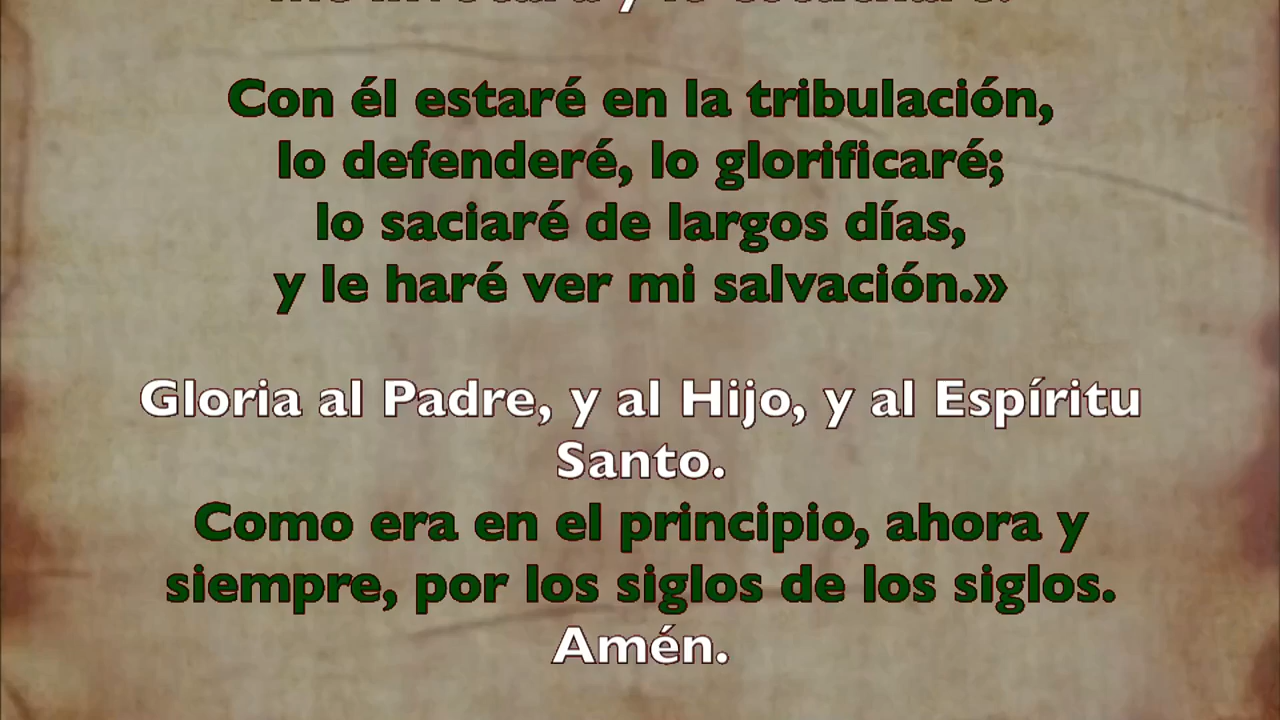 Con él estaré en la tribulación,
lo defenderé, lo glorificaré;
lo saciaré de largos días,
y le haré ver mi salvación.»
Gloria al Padre, y al Hijo, y al Espíritu
Santo.
Como era en el principio, ahora y
siempre, por los siglos de los siglos.
Amén.